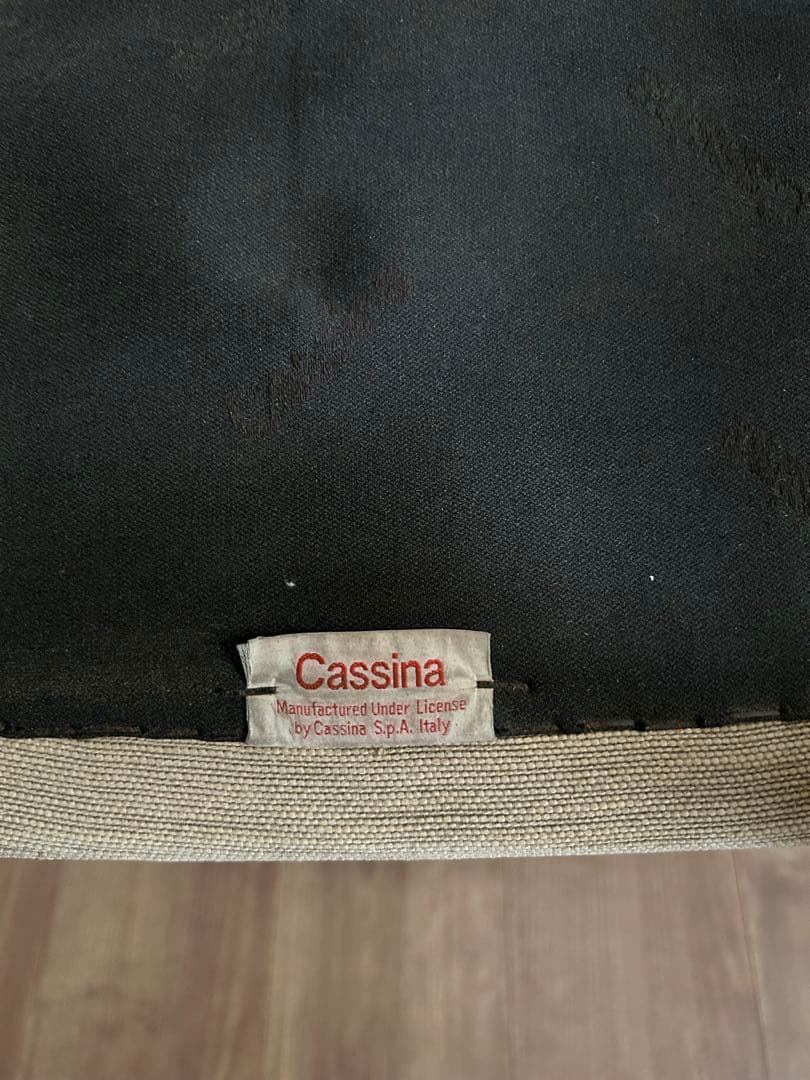 Cassina
Manufactured Under License
by Cassina S.p.A. Italy